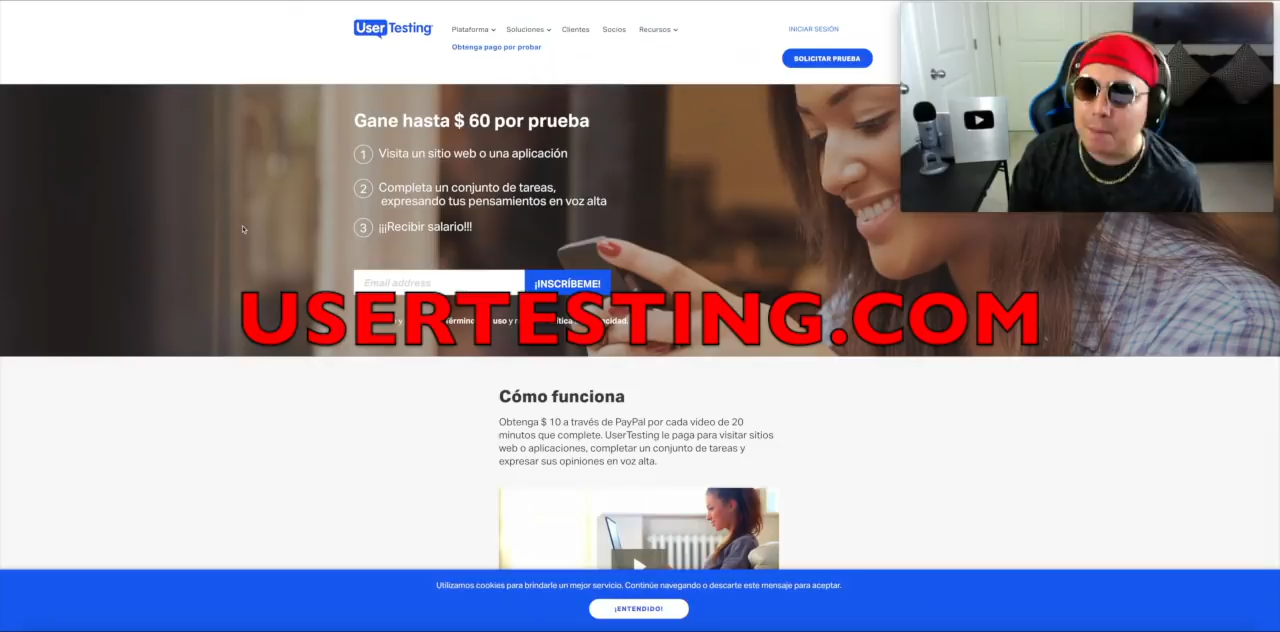 UserTesting
Plataforma
Soluciones
Clientes
Socios
Recursos
INICIAR SESIÓN
Obtenga pago por probar
SOLICITAR PRUEBA
Gane hasta $ 60 por prueba
1 Visita un sitio web o una aplicación
2 Completa un conjunto de tareas,
expresando tus pensamientos en voz alta
3 ¡¡¡Recibir salario!!!
Email address
¡INSCRÍBEME!
USERTESTING.COM
Cómo funciona
Obtenga $ 10 a través de PayPal por cada video de 20
minutos que complete. UserTesting le paga para visitar sitios
web o aplicaciones, completar un conjunto de tareas y
expresar sus opiniones en voz alta.
Utilizamos cookies para brindarle un mejor servicio. Continúe navegando o descarte este mensaje para aceptar.
¡ENTENDIDO!